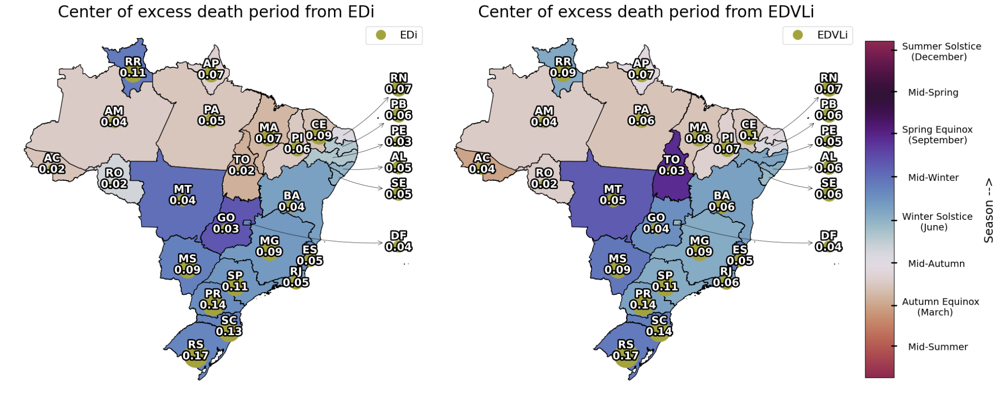 Center of excess death period from EDi
EDi
RR
0.11
AP
0.07
RN
0.07
PB
0.06
AM
0.04
PA
0.05
MA
0.07
PI
0.06
CE
0.09
PE
0.03
AC
0.02
RO
0.02
TO
0.02
AL
0.05
MT
0.04
BA
0.04
SE
0.05
GO
0.03
DF
0.04
MG
0.09
ES
0.05
MS
0.09
SP
0.11
RJ
0.05
PR
0.14
SC
0.13
RS
0.17
Center of excess death period from EDVLi
EDVLi
RR
0.09
AP
0.07
RN
0.07
PB
0.06
AM
0.04
PA
0.06
MA
0.08
PI
0.07
CE
0.1
PE
0.05
AC
0.04
RO
0.02
TO
0.03
AL
0.06
MT
0.05
BA
0.06
SE
0.06
GO
0.04
DF
0.04
MG
0.09
ES
0.05
MS
0.09
SP
0.11
RJ
0.06
PR
0.14
SC
0.14
RS
0.17
Summer Solstice
(December)
Mid-Spring
Spring Equinox
(September)
Mid-Winter
Winter Solstice
(June)
Mid-Autumn
Autumn Equinox
(March)
Mid-Summer
Season -->